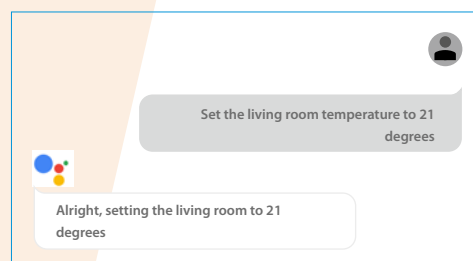 Set the living room temperature to 21
degrees
Alright, setting the living room to 21
degrees